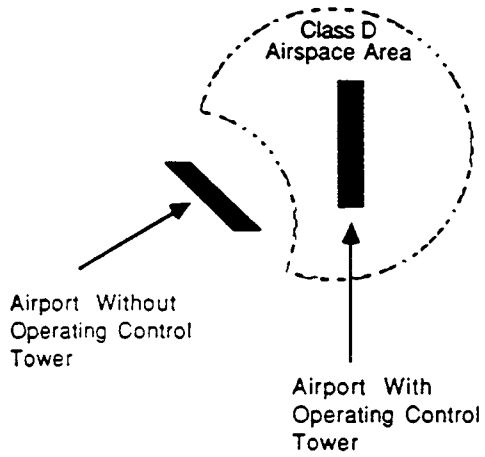 Class D
Airspace Area
Airport Without
Operating Control
Tower
Airport With
Operating Control
Tower